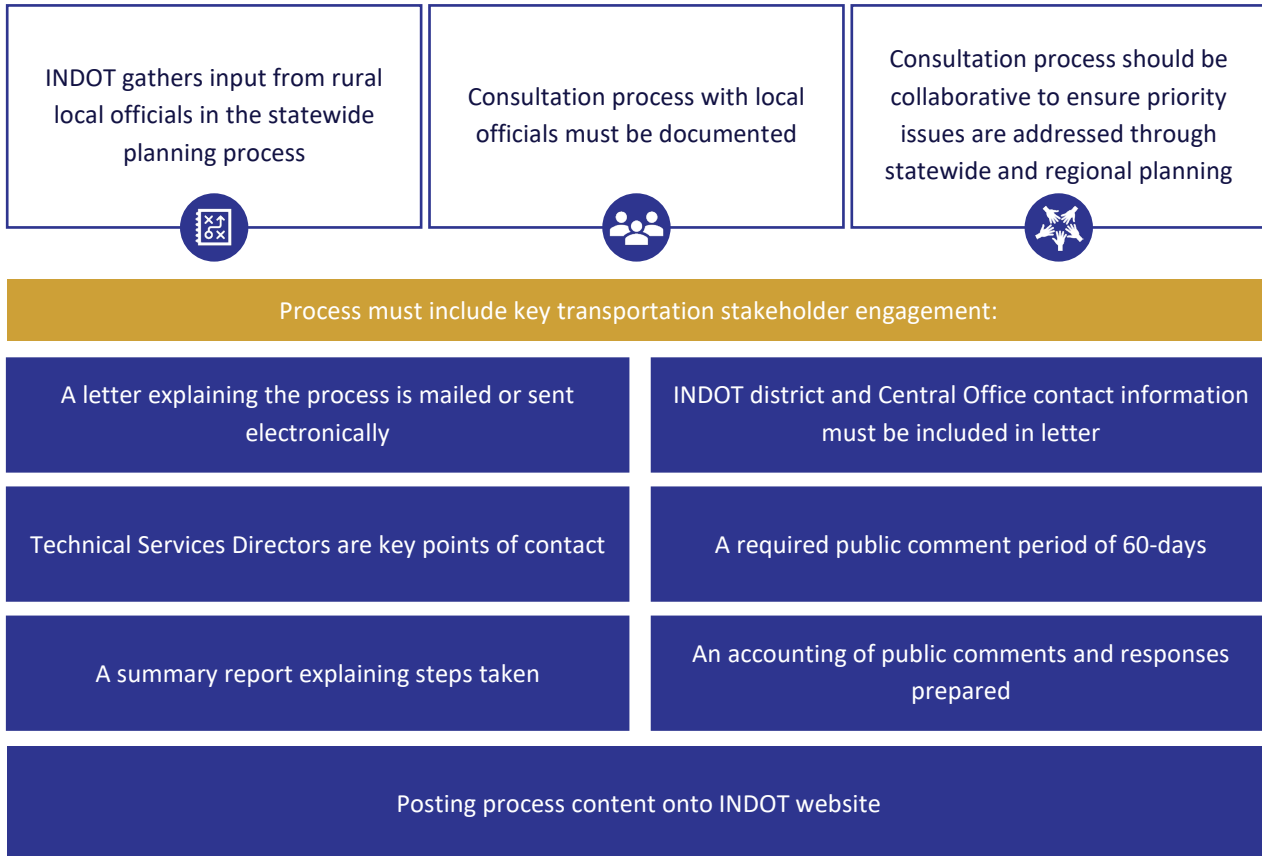 INDOT gathers input from rural
local officials in the statewide
planning process
Consultation process with local
officials must be documented
Consultation process should be
collaborative to ensure priority
issues are addressed through
statewide and regional planning
Process must include key transportation stakeholder engagement:
A letter explaining the process is mailed or sent
electronically
INDOT district and Central Office contact information
must be included in letter
Technical Services Directors are key points of contact
A required public comment period of 60-days
A summary report explaining steps taken
An accounting of public comments and responses
prepared
Posting process content onto INDOT website